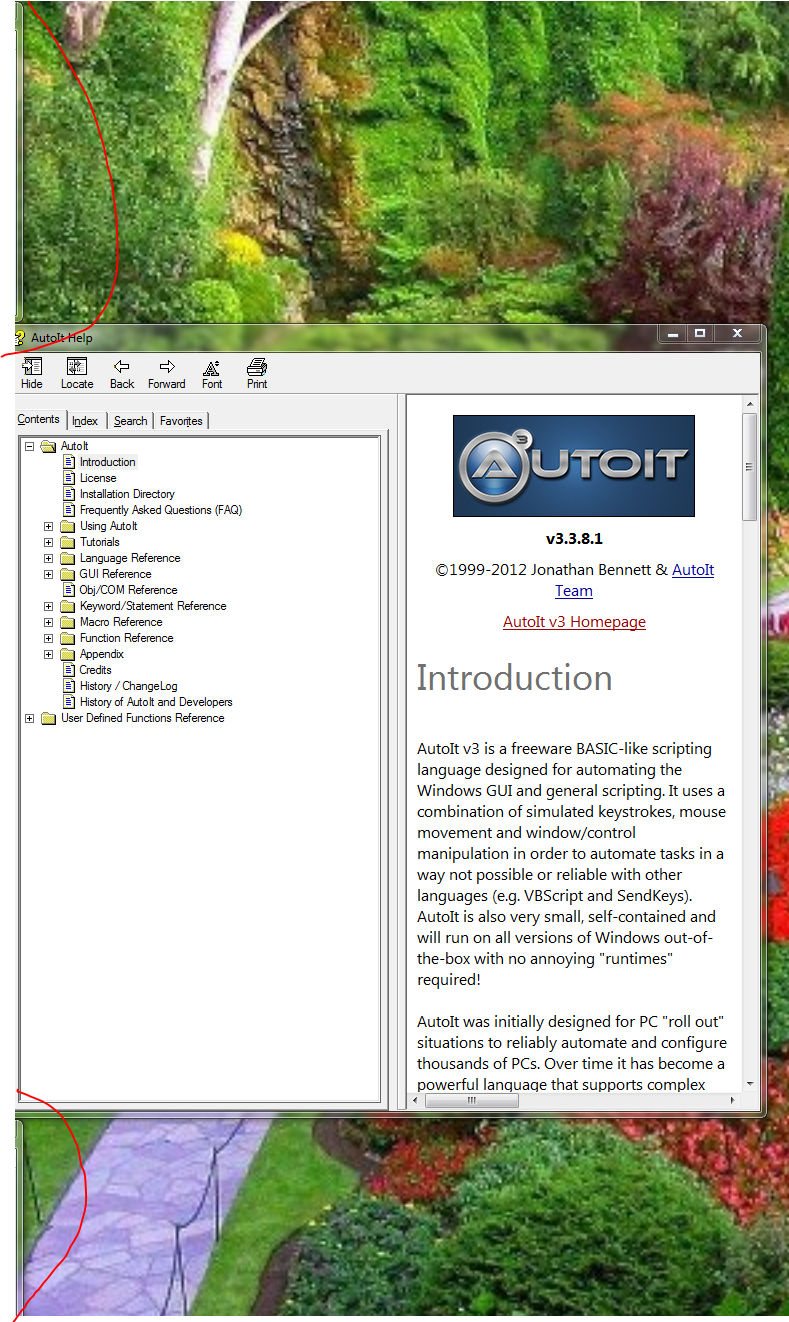 AutoIt Help
Hide Locate Back Forward Font Print
Contents Index Search Favorites
AutoIt
Introduction
License
Installation Directory
Frequently Asked Questions (FAQ)
Using AutoIt
Tutorials
Language Reference
GUI Reference
Obj/COM Reference
Keyword/Statement Reference
Macro Reference
Function Reference
Appendix
Credits
History / ChangeLog
History of AutoIt and Developers
User Defined Functions Reference
AUTOIT 3
v3.3.8.1
©1999-2012 Jonathan Bennett & AutoIt
Team
AutoIt v3 Homepage
Introduction
AutoIt v3 is a freeware BASIC-like scripting
language designed for automating the
Windows GUI and general scripting. It uses a
combination of simulated keystrokes, mouse
movement and window/control
manipulation in order to automate tasks in a
way not possible or reliable with other
languages (e.g. VBScript and SendKeys).
AutoIt is also very small, self-contained and
will run on all versions of Windows out-of-
the-box with no annoying "runtimes"
required!
AutoIt was initially designed for PC "roll out"
situations to reliably automate and configure
thousands of PCs. Over time it has become a
powerful language that supports complex